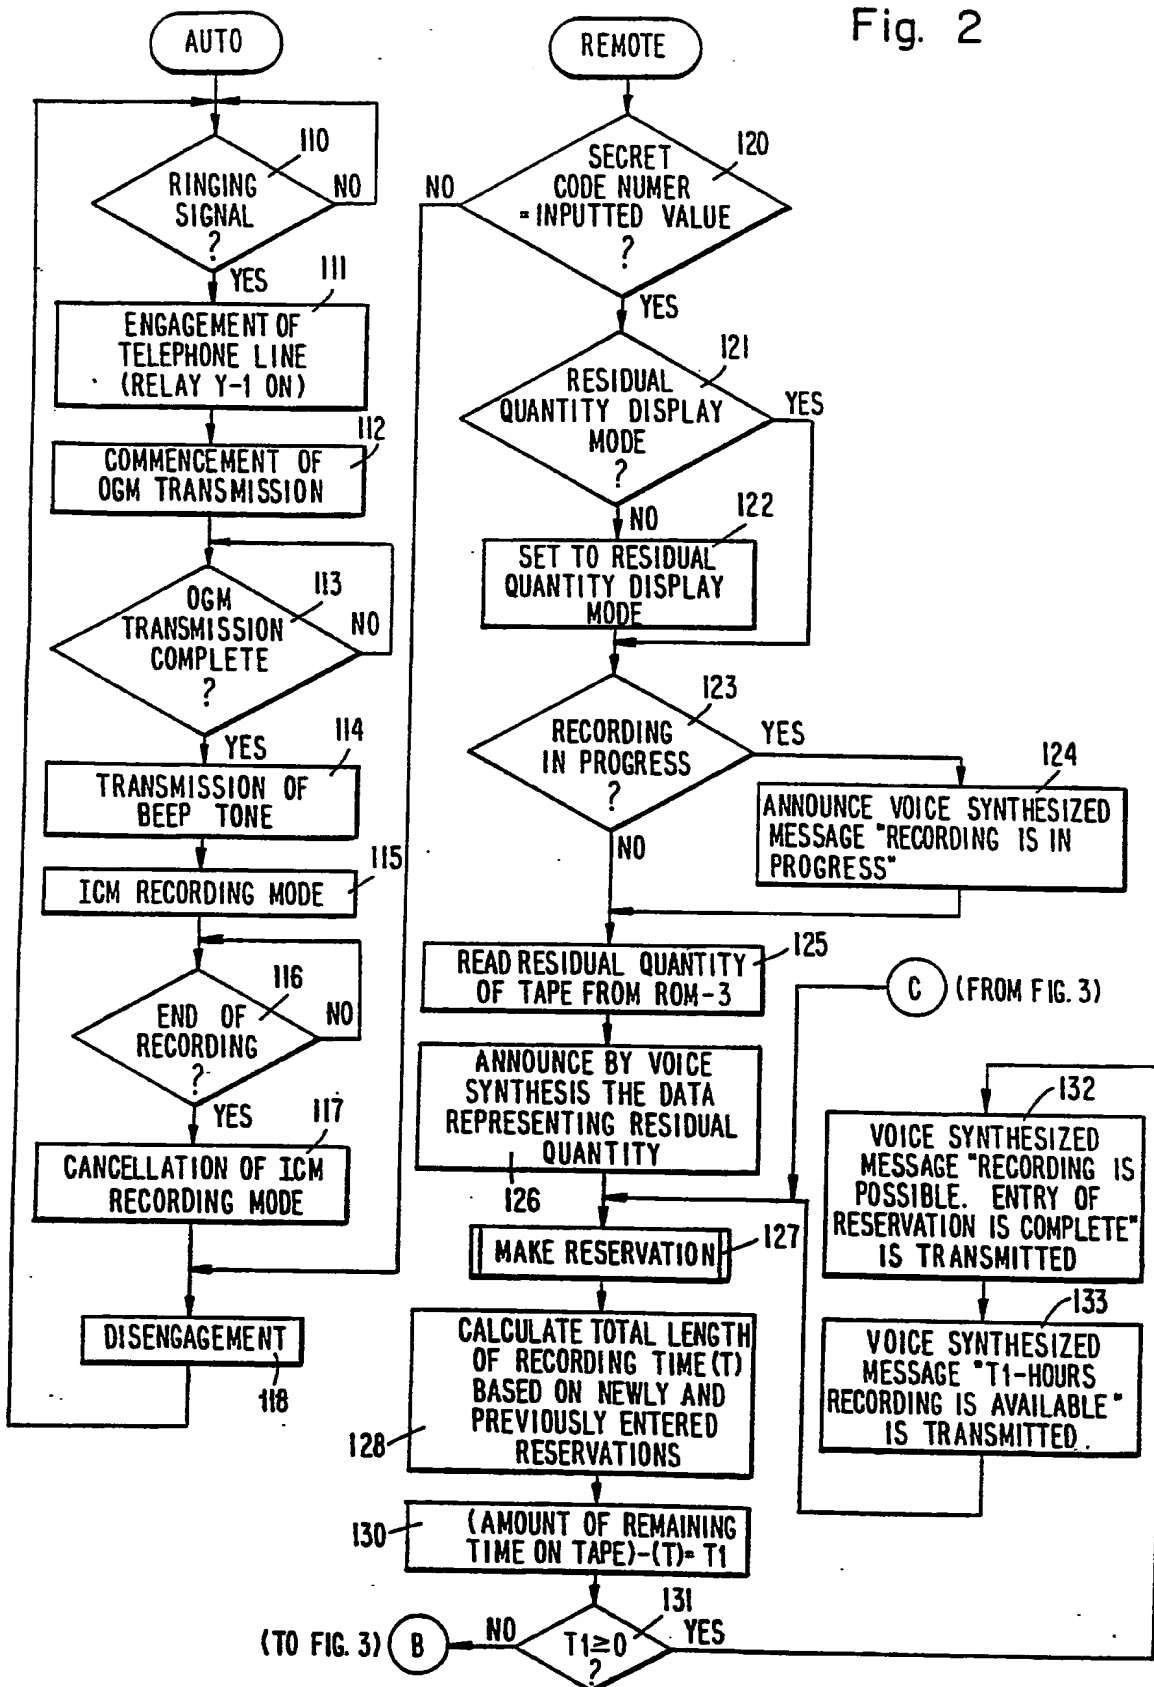 Fig. 2
AUTO
110
RINGING
SIGNAL
?
NO
YES
111
ENGAGEMENT OF
TELEPHONE LINE
(RELAY Y-1 ON)
112
COMMENCEMENT OF
OGM TRANSMISSION
113
OGM
TRANSMISSION
COMPLETE
?
NO
YES
114
TRANSMISSION OF
BEEP TONE
115
ICM RECORDING MODE
116
END OF
RECORDING
?
NO
YES
117
CANCELLATION OF ICM
RECORDING MODE
DISENGAGEMENT
118
REMOTE
120
SECRET
CODE NUMER
=INPUTTED VALUE
?
NO
YES
121
RESIDUAL
QUANTITY DISPLAY
MODE
?
YES
NO
122
SET TO RESIDUAL
QUANTITY DISPLAY
MODE
123
RECORDING
IN PROGRESS
?
YES
NO
124
ANNOUNCE VOICE SYNTHESIZED
MESSAGE "RECORDING IS IN
PROGRESS"
125
READ RESIDUAL QUANTITY
OF TAPE FROM ROM-3
C
(FROM FIG. 3)
ANNOUNCE BY VOICE
SYNTHESIS THE DATA
REPRESENTING RESIDUAL
QUANTITY
126
MAKE RESERVATION
127
CALCULATE TOTAL LENGTH
OF RECORDING TIME (T)
BASED ON NEWLY AND
PREVIOUSLY ENTERED
RESERVATIONS
128
130
(AMOUNT OF REMAINING
TIME ON TAPE)-(T)= T1
131
T1≥0
?
NO
YES
B
(TO FIG. 3)
132
VOICE SYNTHESIZED
MESSAGE "RECORDING IS
POSSIBLE. ENTRY OF
RESERVATION IS COMPLETE"
IS TRANSMITTED
133
VOICE SYNTHESIZED
MESSAGE "T1-HOURS
RECORDING IS AVAILABLE"
IS TRANSMITTED